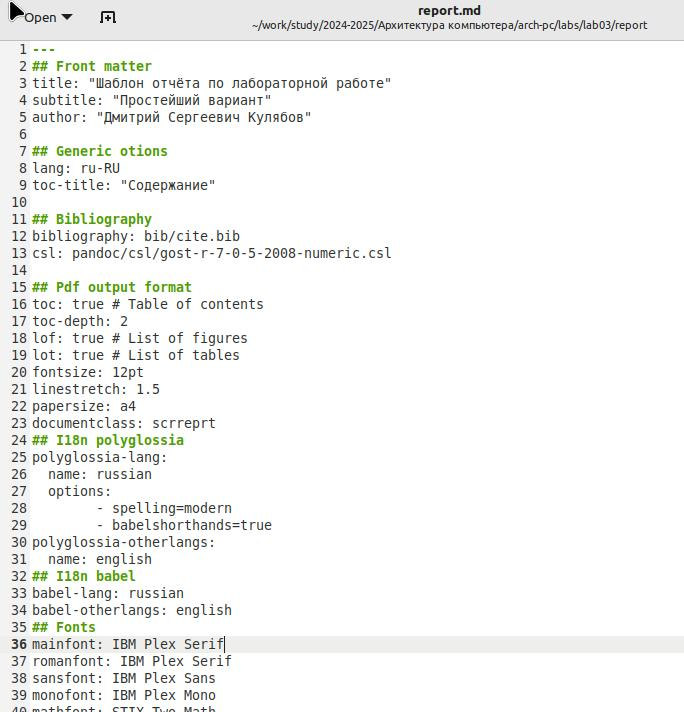 Open
report.md
~/work/study/2024-2025/Архитектура компьютера/arch-pc/labs/lab03/report
1 ---
2 ## Front matter
3 title: "Шаблон отчёта по лабораторной работе"
4 subtitle: "Простейший вариант"
5 author: "Дмитрий Сергеевич Кулябов"
6
7 ## Generic otions
8 lang: ru-RU
9 toc-title: "Содержание"
10
11 ## Bibliography
12 bibliography: bib/cite.bib
13 csl: pandoc/csl/gost-r-7-0-5-2008-numeric.csl
14
15 ## Pdf output format
16 toc: true # Table of contents
17 toc-depth: 2
18 lof: true # List of figures
19 lot: true # List of tables
20 fontsize: 12pt
21 linestretch: 1.5
22 papersize: a4
23 documentclass: scrreprt
24 ## I18n polyglossia
25 polyglossia-lang:
26   name: russian
27   options:
28         - spelling=modern
29         - babelshorthands=true
30 polyglossia-otherlangs:
31   name: english
32 ## I18n babel
33 babel-lang: russian
34 babel-otherlangs: english
35 ## Fonts
36 mainfont: IBM Plex Serif
37 romanfont: IBM Plex Serif
38 sansfont: IBM Plex Sans
39 monofont: IBM Plex Mono
40 mathfont: STIX Two Math